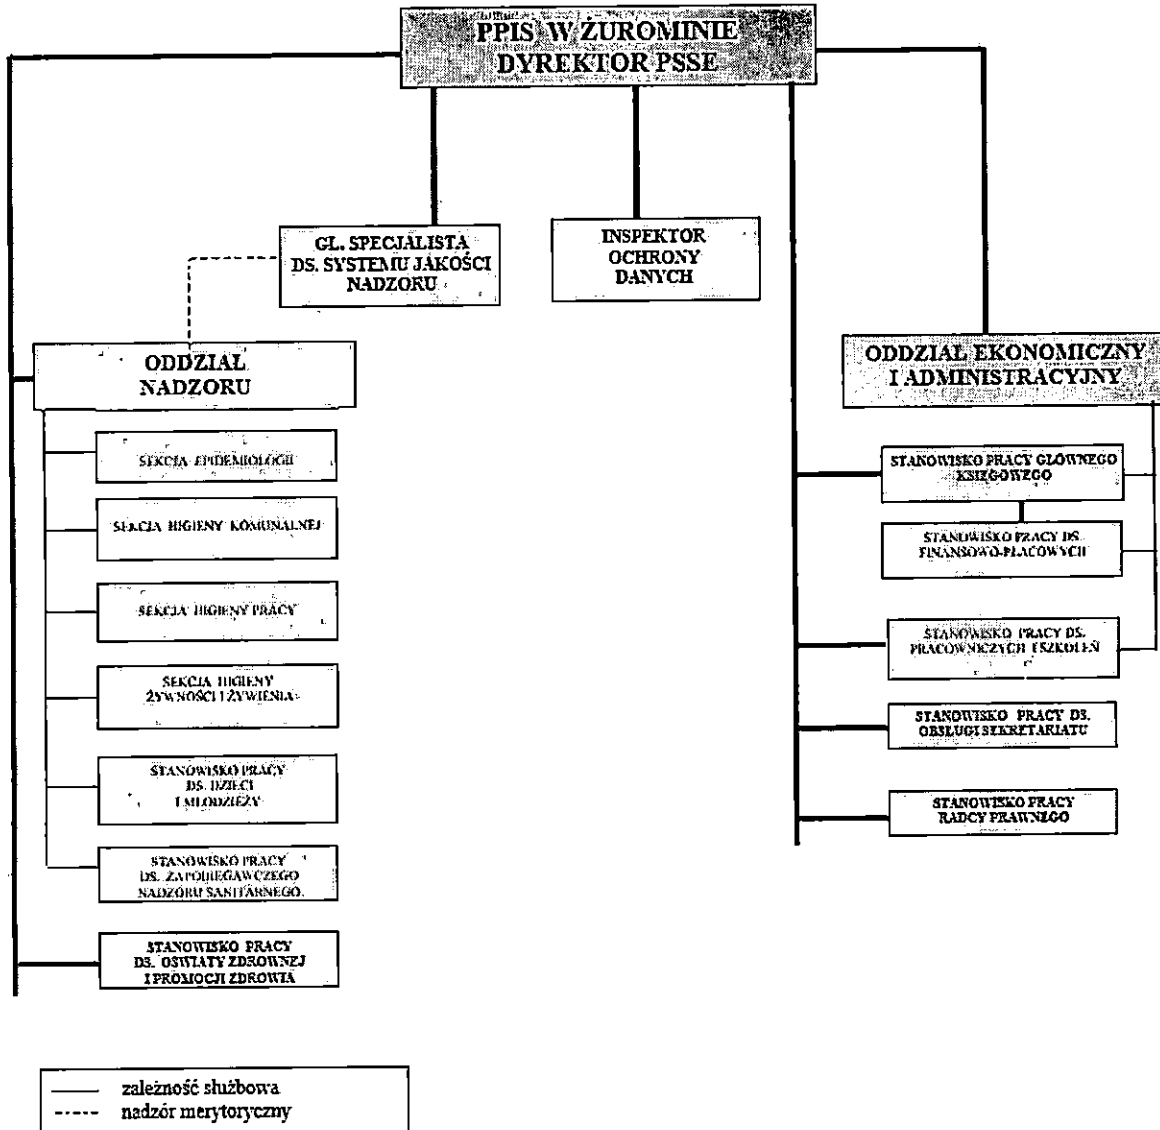 PPIS W ŻUROMINIE
DYREKTOR PSSE
GŁ. SPECJALISTA
DS. SYSTEMU JAKOŚCI
NADZORU
INSPEKTOR
OCHRONY
DANYCH
ODDZIAŁ
NADZORU
ODDZIAŁ EKONOMICZNY
I ADMINISTRACYJNY
SEKCJA EPIDEMIOLOGII
SEKCJA HIGIENY KOMUNALNEJ
SEKCJA HIGIENY PRACY
SEKCJA HIGIENY
ŻYWNOŚCI I ŻYWIENIA
STANOWISKO PRACY
DS. DZIECI
I MŁODZIEŻY
STANOWISKO PRACY
DS. ZAPOBIEGAWCZEGO
NADZORU SANITARNEGO
STANOWISKO PRACY
DS. OŚWIATY ZDROWNEJ
I PROMOCJI ZDROWIA
STANOWISKO PRACY GŁÓWNEGO
KSIĘGOWEGO
STANOWISKO PRACY DS.
FINANSOWO-PŁACOWYCH
STANOWISKO PRACY DS.
PRACOWNICZYCH I SZKOLEŃ
STANOWISKO PRACY DS.
OBSŁUGI SEKRETARIATU
STANOWISKO PRACY
RADCY PRAWNEGO
zależność służbowa
nadzór merytoryczny